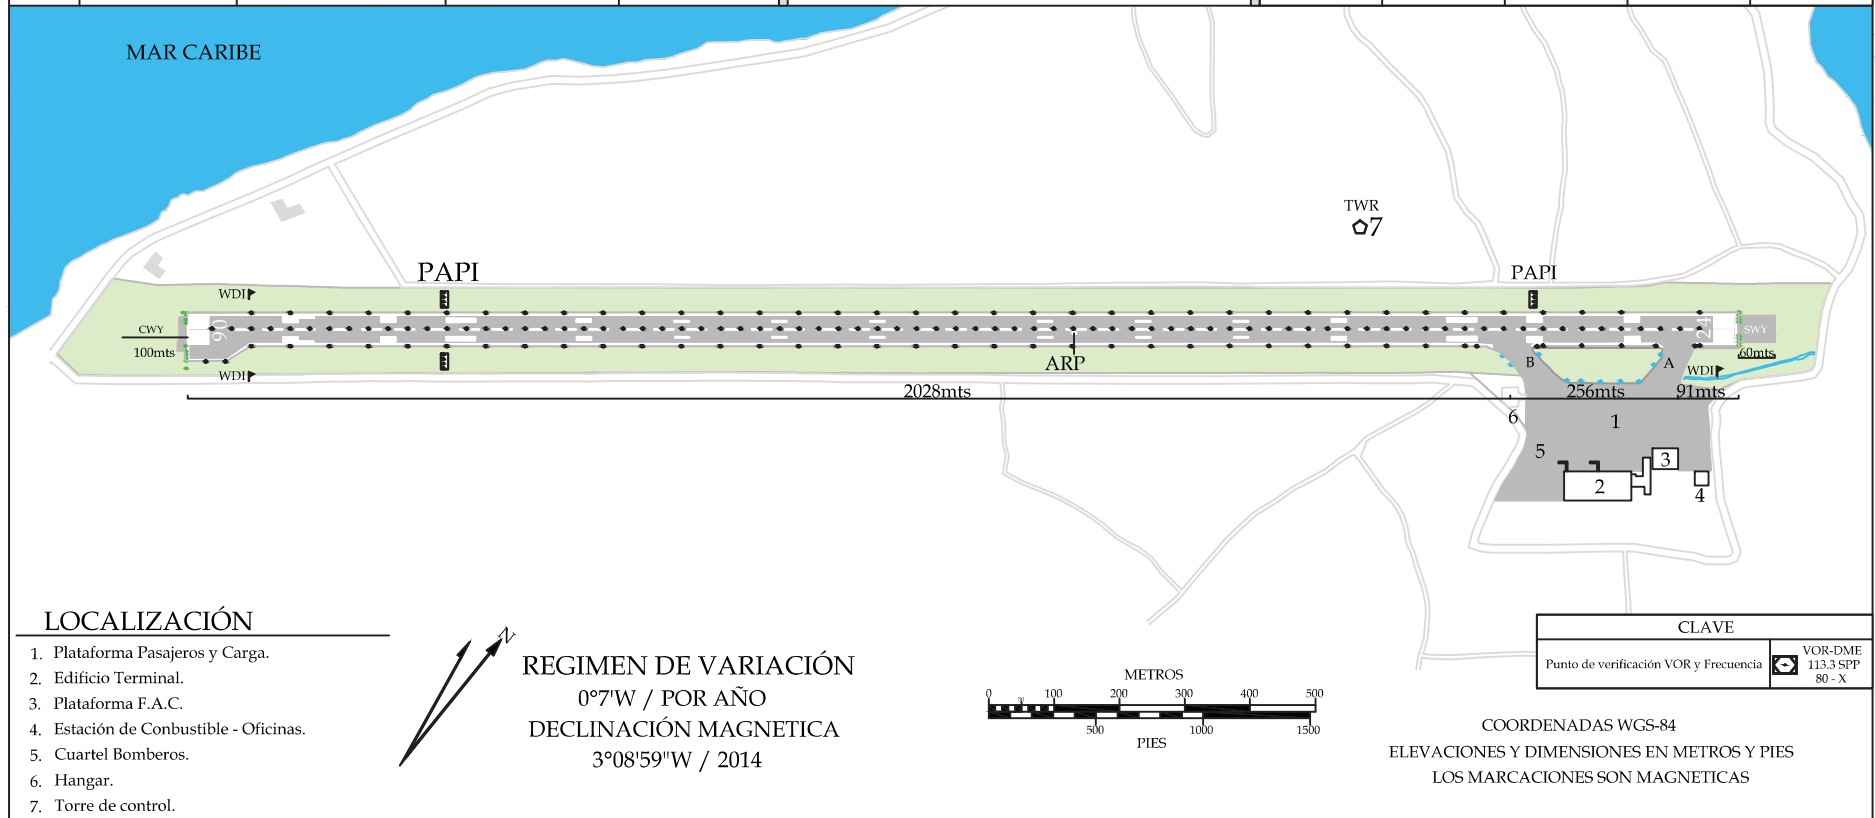 MAR CARIBE
TWR
7
PAPI
PAPI
WDI
CWY
100mts
06
24
SWY
60mts
WDI
ARP
B
A
WDI
2028mts
256mts
91mts
6
1
5
3
2
4
LOCALIZACIÓN
1. Plataforma Pasajeros y Carga.
2. Edificio Terminal.
3. Plataforma F.A.C.
4. Estación de Conbustible - Oficinas.
5. Cuartel Bomberos.
6. Hangar.
7. Torre de control.
N
REGIMEN DE VARIACIÓN
0°7'W / POR AÑO
DECLINACIÓN MAGNETICA
3°08'59"W / 2014
METROS
0 100 200 300 400 500
500 1000 1500
PIES
CLAVE
Punto de verificación VOR y Frecuencia
VOR-DME
113.3 SPP
80 - X
COORDENADAS WGS-84
ELEVACIONES Y DIMENSIONES EN METROS Y PIES
LOS MARCACIONES SON MAGNETICAS